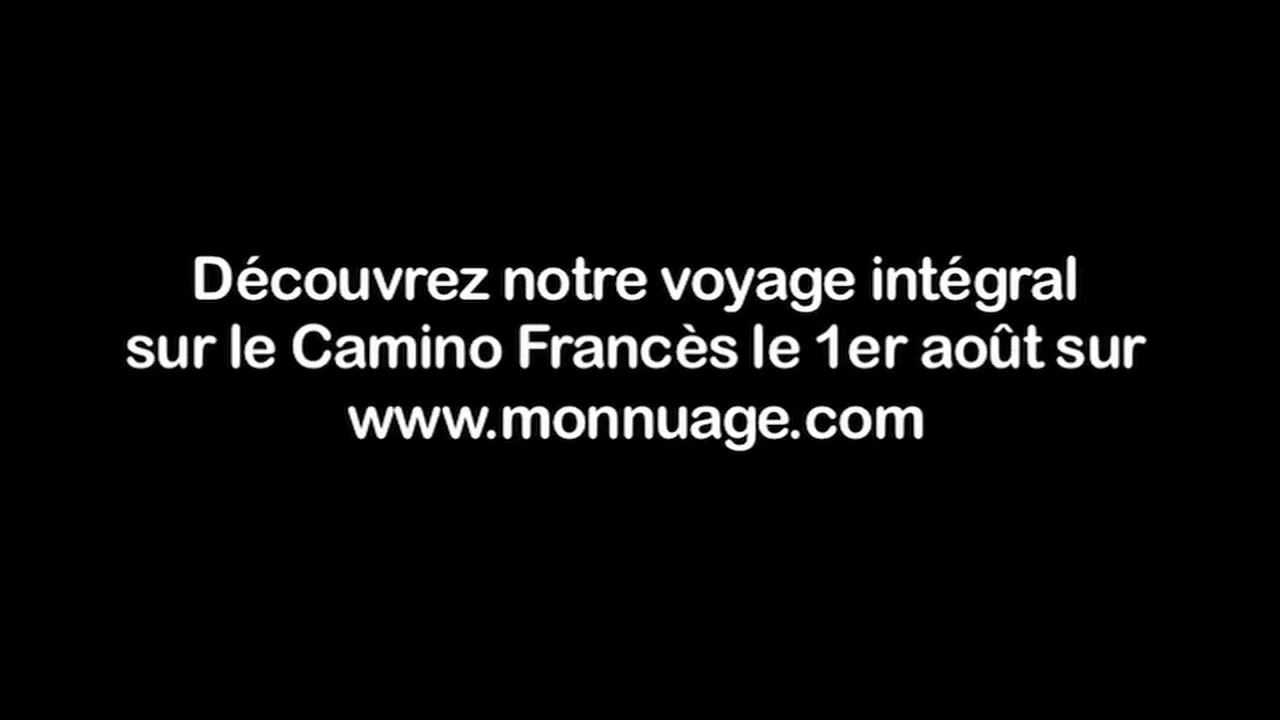 Découvrez notre voyage intégral
sur le Camino Francès le 1er août sur
www.monnuage.com